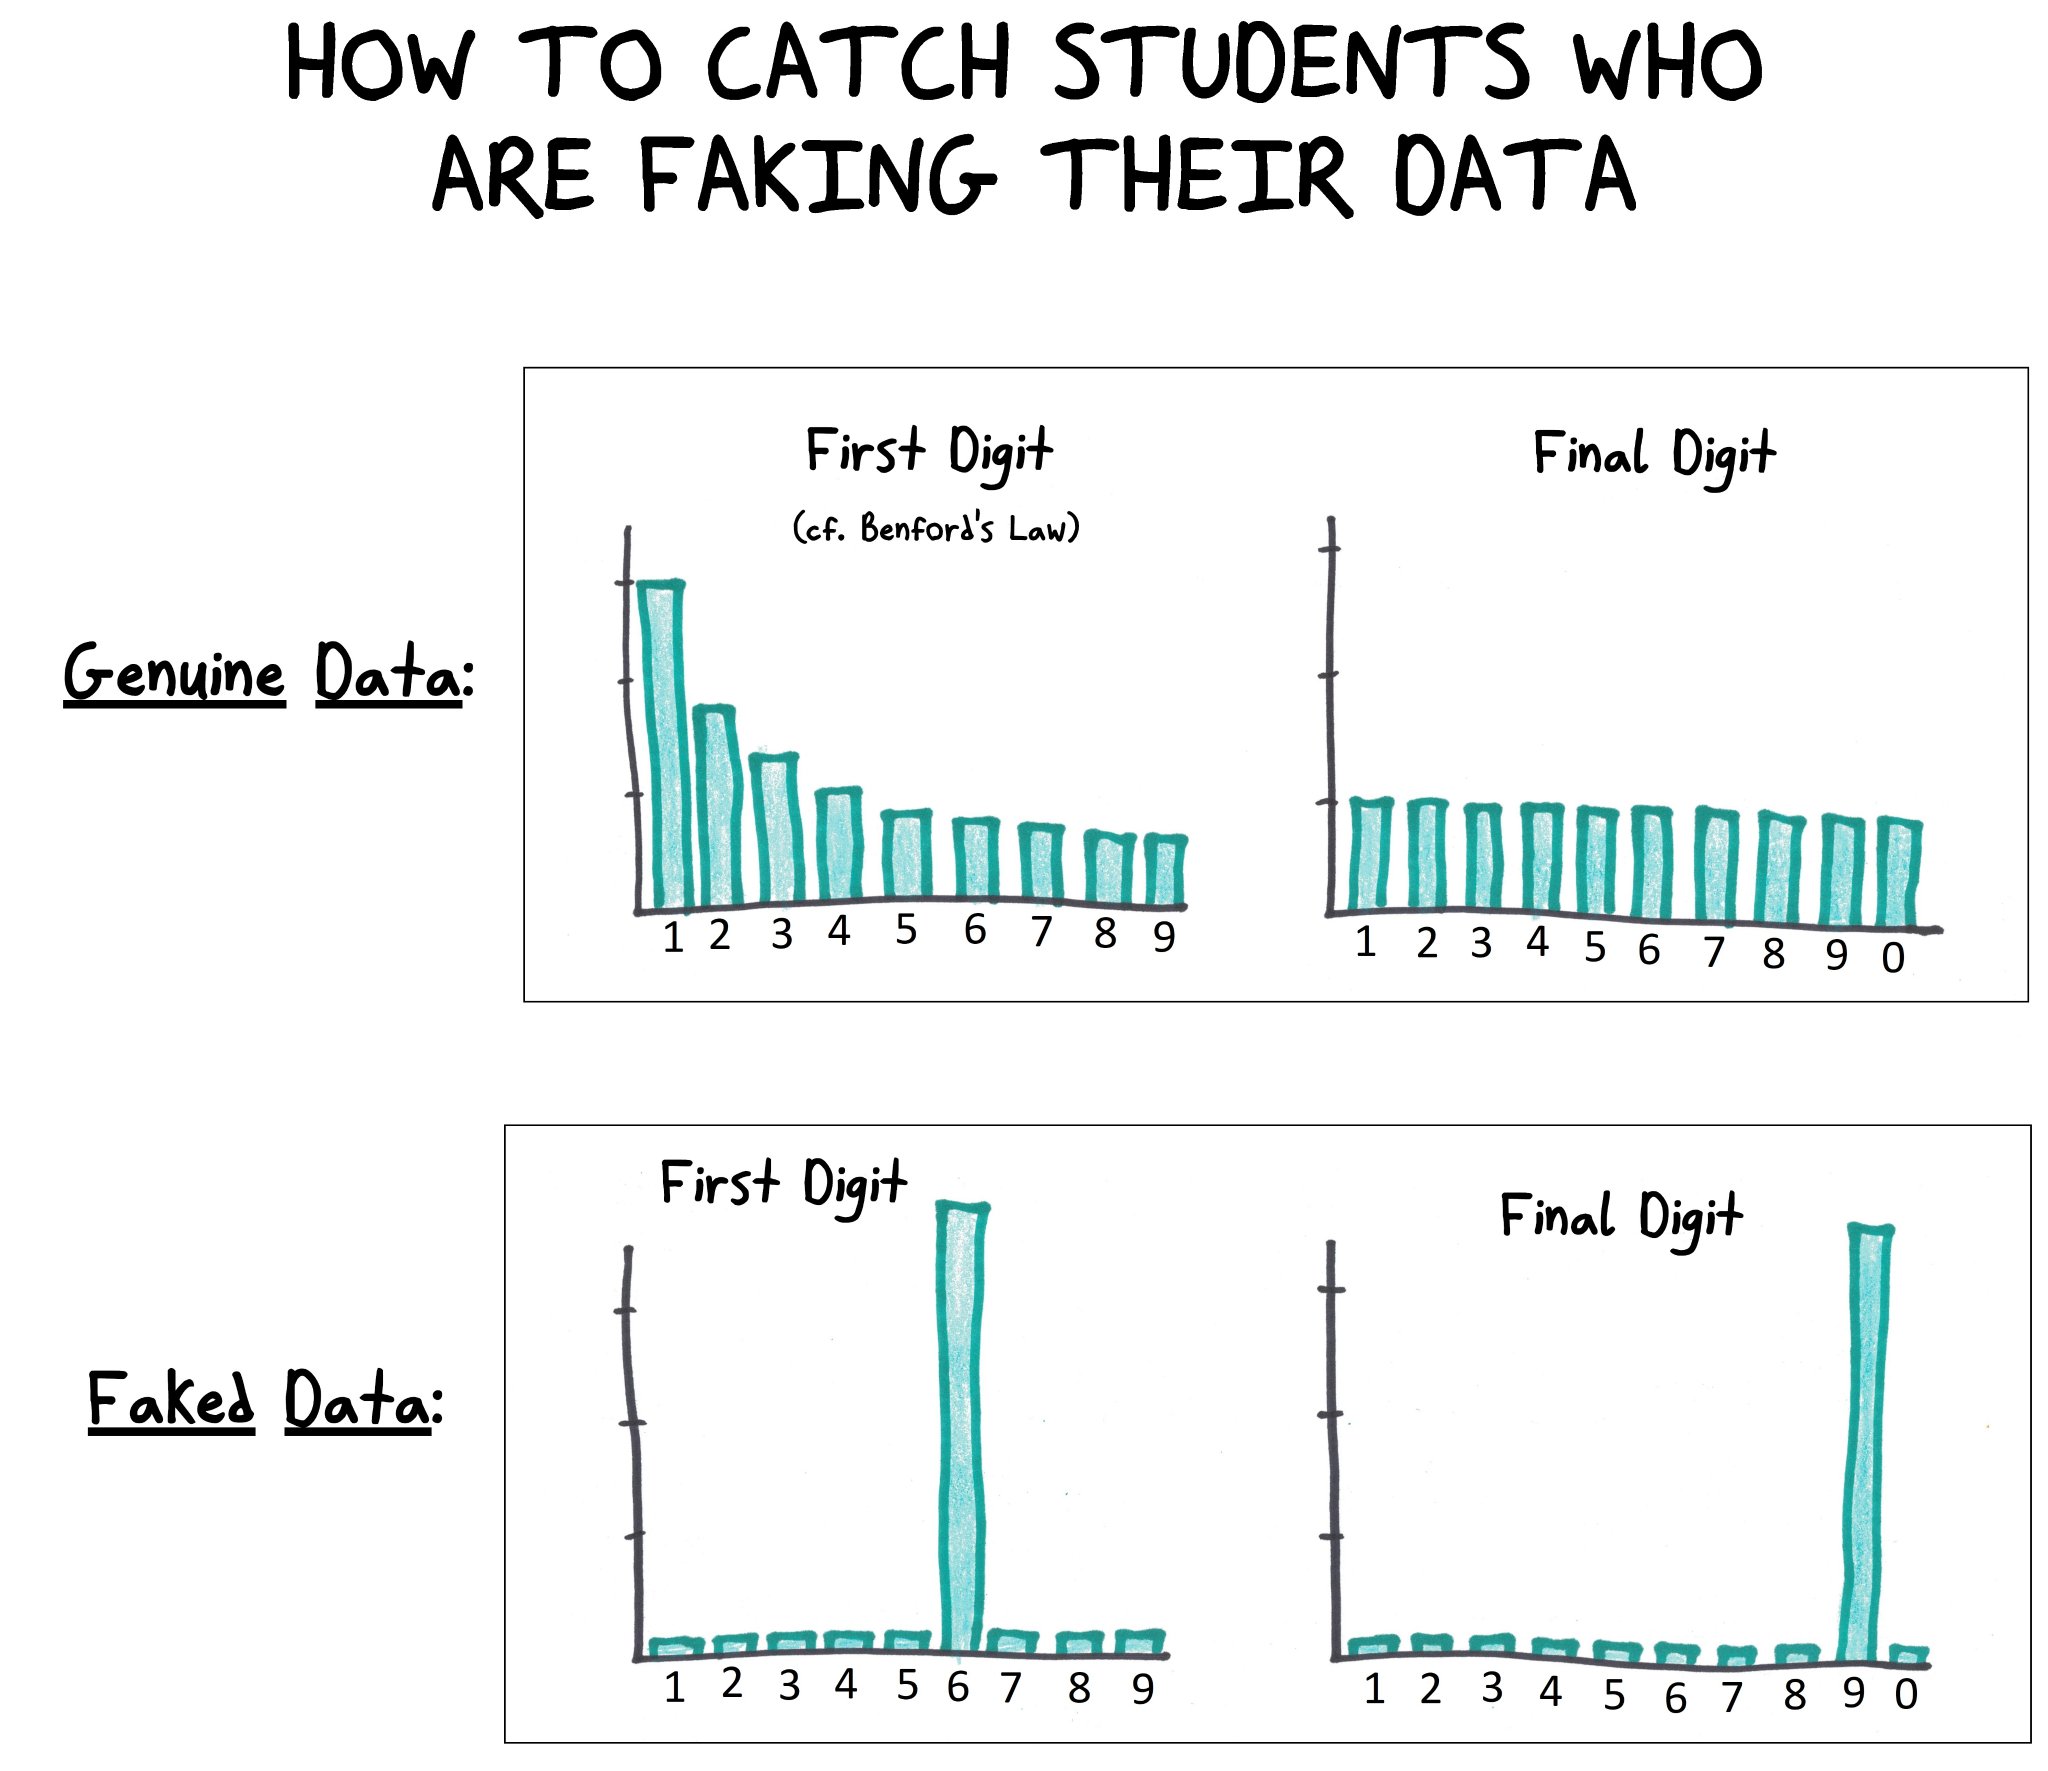 HOW TO CATCH STUDENTS WHO
ARE FAKING THEIR DATA
Genuine Data:
First Digit
(cf. Benford's Law)
1 2 3 4 5 6 7 8 9
Final Digit
1 2 3 4 5 6 7 8 9 0
Faked Data:
First Digit
1 2 3 4 5 6 7 8 9
Final Digit
1 2 3 4 5 6 7 8 9 0